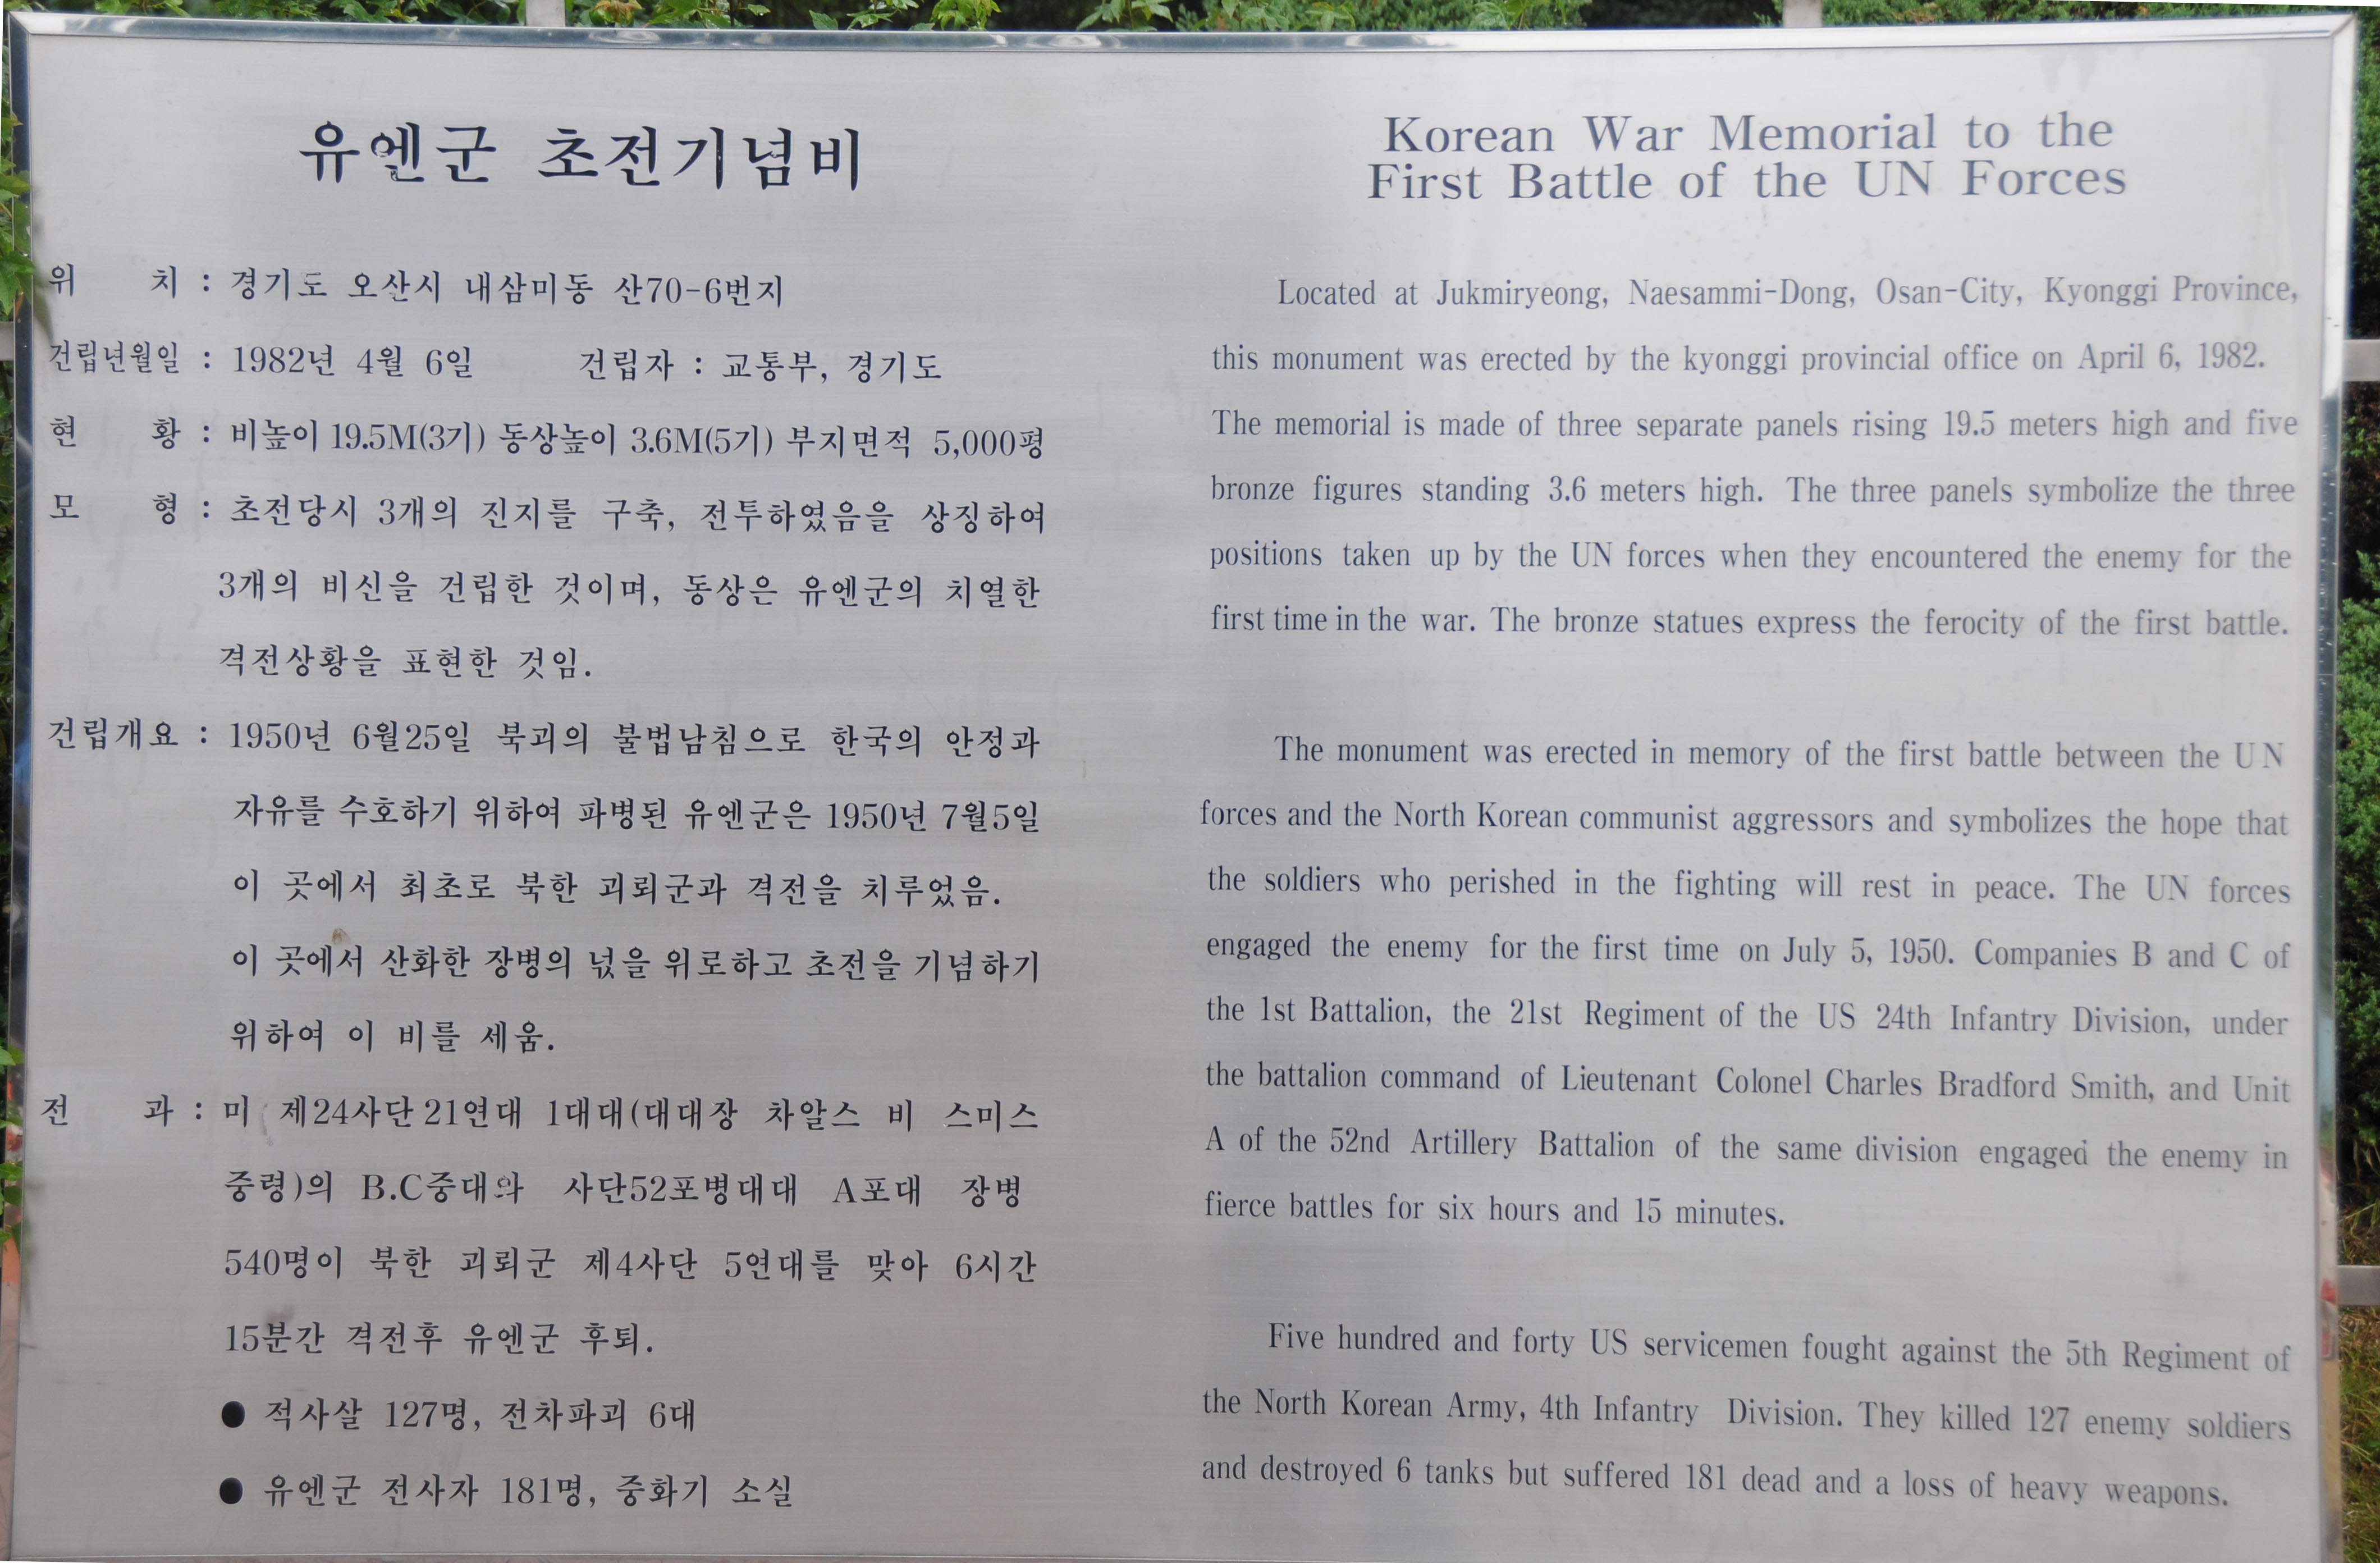 유엔군 초전기념비
위 치 : 경기도 오산시 내삼미동 산70-6번지
건립년월일 : 1982년 4월 6일 건립자 : 교통부, 경기도
현 황 : 비높이 19.5M(3기) 동상높이 3.6M(5기) 부지면적 5,000평
모 형 : 초전당시 3개의 진지를 구축, 전투하였음을 상징하여
3개의 비신을 건립한 것이며, 동상은 유엔군의 치열한
격전상황을 표현한 것임.
건립개요 : 1950년 6월25일 북괴의 불법남침으로 한국의 안정과
자유를 수호하기 위하여 파병된 유엔군은 1950년 7월5일
이 곳에서 최초로 북한 괴뢰군과 격전을 치루었음.
이 곳에서 산화한 장병의 넋을 위로하고 초전을 기념하기
위하여 이 비를 세움.
전 과 : 미 제24사단 21연대 1대대(대대장 차알스 비 스미스
중령)의 B.C중대와 사단52포병대대 A포대 장병
540명이 북한 괴뢰군 제4사단 5연대를 맞아 6시간
15분간 격전후 유엔군 후퇴.
● 적사살 127명, 전차파괴 6대
● 유엔군 전사자 181명, 중화기 소실
Korean War Memorial to the
First Battle of the UN Forces
Located at Jukmiryeong, Naesammi-Dong, Osan-City, Kyonggi Province,
this monument was erected by the kyonggi provincial office on April 6, 1982.
The memorial is made of three separate panels rising 19.5 meters high and five
bronze figures standing 3.6 meters high. The three panels symbolize the three
positions taken up by the UN forces when they encountered the enemy for the
first time in the war. The bronze statues express the ferocity of the first battle.
The monument was erected in memory of the first battle between the UN
forces and the North Korean communist aggressors and symbolizes the hope that
the soldiers who perished in the fighting will rest in peace. The UN forces
engaged the enemy for the first time on July 5, 1950. Companies B and C of
the 1st Battalion, the 21st Regiment of the US 24th Infantry Division, under
the battalion command of Lieutenant Colonel Charles Bradford Smith, and Unit
A of the 52nd Artillery Battalion of the same division engaged the enemy in
fierce battles for six hours and 15 minutes.
Five hundred and forty US servicemen fought against the 5th Regiment of
the North Korean Army, 4th Infantry Division. They killed 127 enemy soldiers
and destroyed 6 tanks but suffered 181 dead and a loss of heavy weapons.